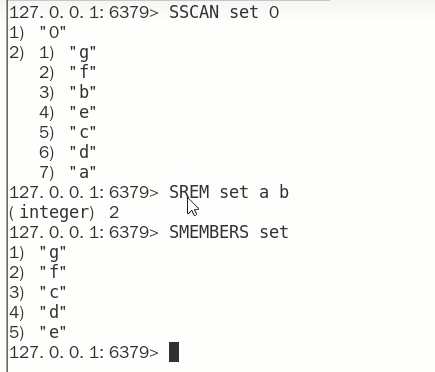 127.0.0.1:6379> SSCAN set 0
1) "0"
2) 1) "g"
2) "f"
3) "b"
4) "e"
5) "c"
6) "d"
7) "a"
127.0.0.1:6379> SREM set a b
(integer) 2
127.0.0.1:6379> SMEMBERS set
1) "g"
2) "f"
3) "c"
4) "d"
5) "e"
127.0.0.1:6379>